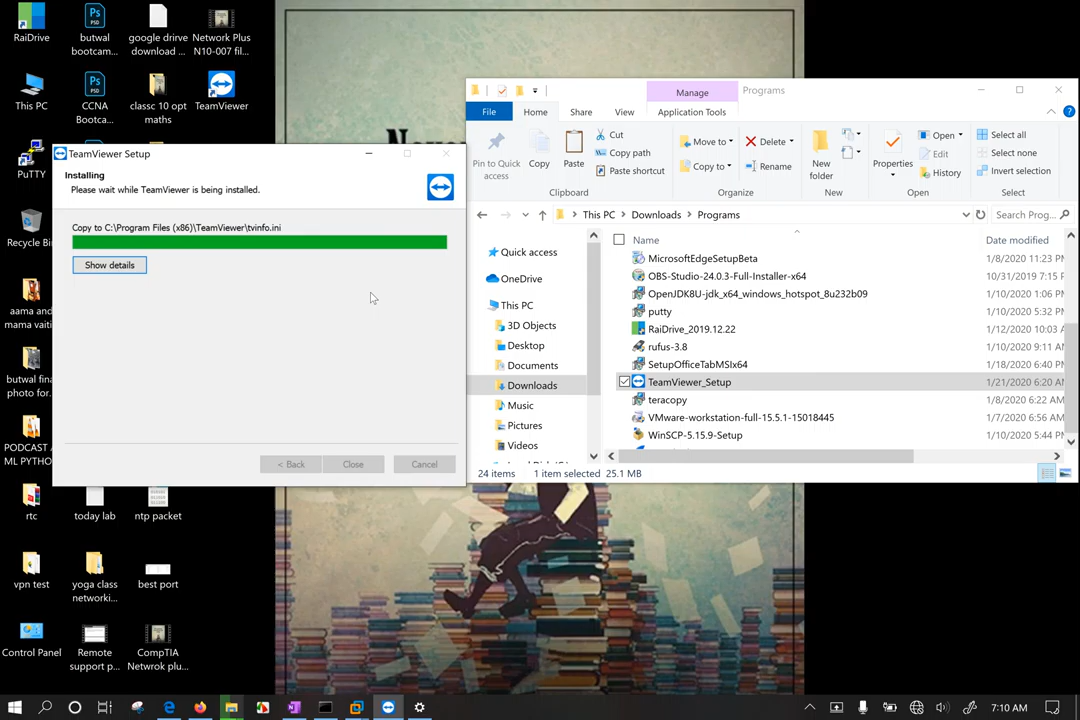 RaiDrive
butwal
bootcam...
google drirve
download ...
Network Plus
N10-007 fil...
This PC
CCNA
Bootca...
classc 10 opt
maths
TeamViewer
PuTTY
Recycle Bi
aama and
mama vaiti
butwal fina
photo for.
PODCAST A
ML PYTHO
rtc
today lab
ntp packet
vpn test
yoga class
networki...
best port
Control Panel
Remote
support p...
CompTIA
Netwrok plu...
TeamViewer Setup
Installing
Please wait while TeamViewer is being installed.
Copy to C:\Program Files (x86)\TeamViewer\tvinfo.ini
Show details
< Back
Close
Cancel
Manage
Programs
File
Home
Share
View
Application Tools
Pin to Quick
access
Copy
Paste
Cut
Copy path
Paste shortcut
Clipboard
Move to
Copy to
Delete
Rename
Organize
New
folder
New
Properties
Open
Edit
History
Open
Select all
Select none
Invert selection
Select
This PC > Downloads > Programs
Search Prog...
Quick access
OneDrive
This PC
3D Objects
Desktop
Documents
Downloads
Music
Pictures
Videos
Name
Date modified
MicrosoftEdgeSetupBeta 1/8/2020 11:23 P
OBS-Studio-24.0.3-Full-Installer-x64 10/31/2019 7:15 P
OpenJDK8U-jdk_x64_windows_hotspot_8u232b09 1/10/2020 1:06 P
putty 1/10/2020 5:32 P
RaiDrive_2019.12.22 1/12/2020 10:03 A
rufus-3.8 1/10/2020 9:11 A
SetupOfficeTabMSIx64 1/18/2020 6:40 P
TeamViewer_Setup 1/21/2020 6:20 A
teracopy 1/8/2020 6:22 A
VMware-workstation-full-15.5.1-15018445 1/7/2020 6:56 A
WinSCP-5.15.9-Setup 1/10/2020 5:44 P
24 items
1 item selected 25.1 MB
7:10 AM